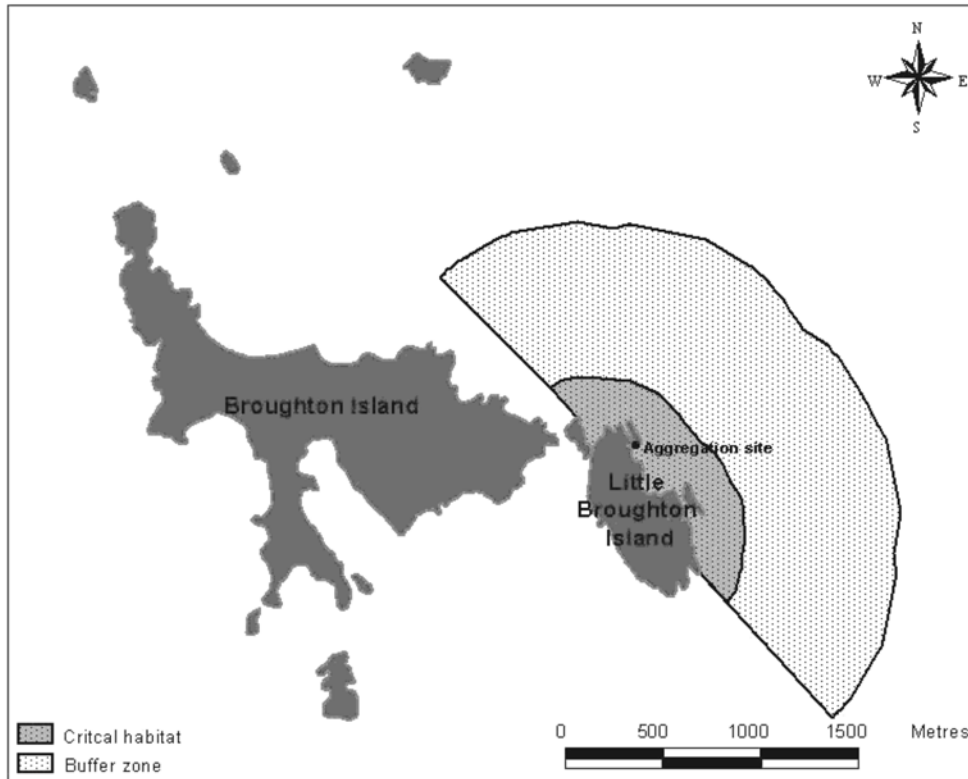 N
W E
S
Broughton Island
Aggregation site
Little
Broughton
Island
0 500 1000 1500 Metres
Critcal habitat
Buffer zone